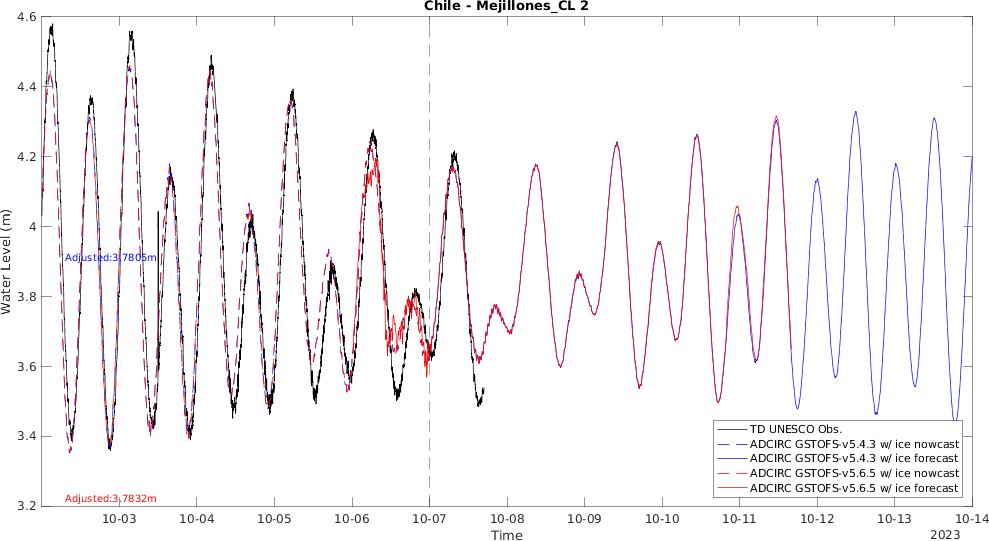 Chile - Mejillones_CL 2
4.6
4.4
4.2
4
3.8
3.6
3.4
3.2
Water Level (m)
Adjusted:3.7805m
Adjusted:3.7832m
TD UNESCO Obs.
ADCIRC GSTOFS-v5.4.3 w/ ice nowcast
ADCIRC GSTOFS-v5.4.3 w/ ice forecast
ADCIRC GSTOFS-v5.6.5 w/ ice nowcast
ADCIRC GSTOFS-v5.6.5 w/ ice forecast
10-03 10-04 10-05 10-06 10-07 10-08 10-09 10-10 10-11 10-12 10-13 10-14
Time
2023